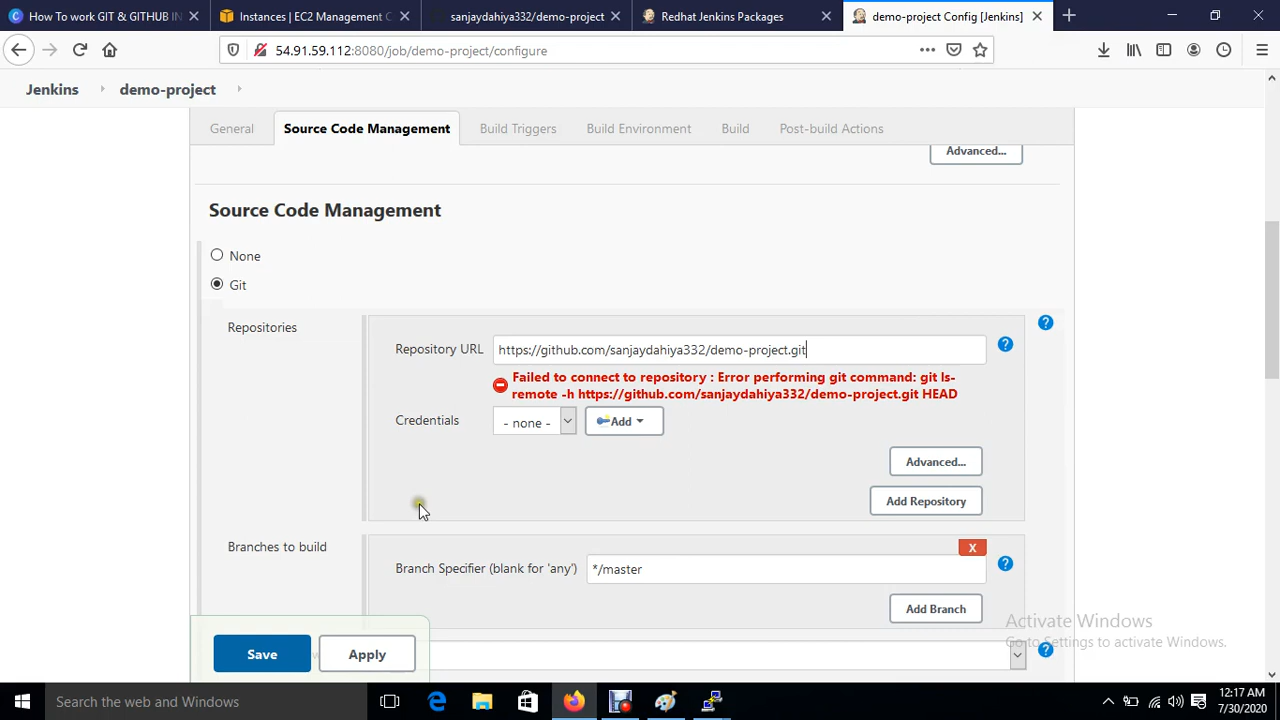 How To work GIT & GITHUB IN
Instances | EC2 Management C
sanjaydahiya332/demo-project
Redhat Jenkins Packages
demo-project Config [Jenkins]
54.91.59.112:8080/job/demo-project/configure
Jenkins
demo-project
General
Source Code Management
Build Triggers
Build Environment
Build
Post-build Actions
Advanced...
Source Code Management
None
Git
Repositories
Repository URL
https://github.com/sanjaydahiya332/demo-project.git
Failed to connect to repository : Error performing git command: git ls-
remote -h https://github.com/sanjaydahiya332/demo-project.git HEAD
Credentials
- none -
Add
Advanced...
Add Repository
Branches to build
X
Branch Specifier (blank for 'any')
*/master
Add Branch
Save
Apply
Activate Windows
Go to Settings to activate Windows.
Search the web and Windows
12:17 AM
7/30/2020